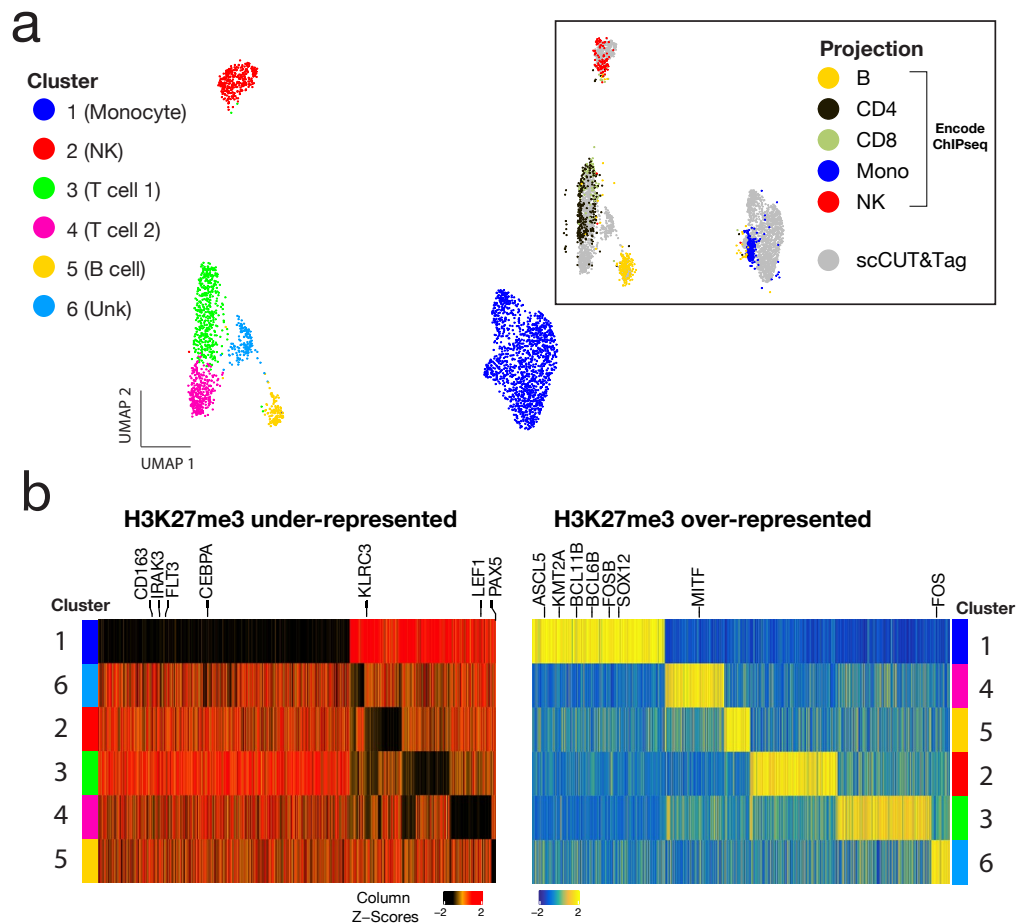 a
Cluster
1 (Monocyte)
2 (NK)
3 (T cell 1)
4 (T cell 2)
5 (B cell)
6 (Unk)
UMAP 2
UMAP 1
Projection
B
CD4
CD8
Mono
NK
Encode
ChIPseq
scCUT&Tag
b
H3K27me3 under-represented
CD163
IRAK3
FLT3
CEBPA
KLRC3
LEF1
PAX5
Cluster
1
6
2
3
4
5
Column
Z-Scores
-2 2
H3K27me3 over-represented
ASCL5
KMT2A
BCL11B
BCL6B
FOSB
SOX12
MITF
FOS
Cluster
1
4
5
2
3
6
-2 2